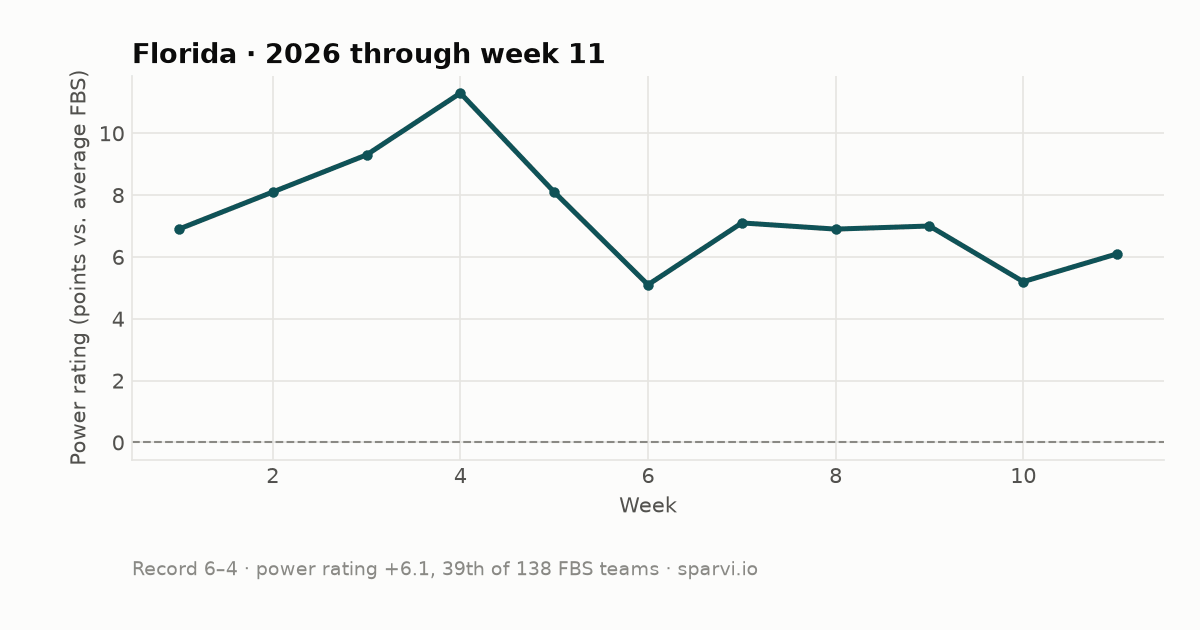 Florida · 2026 through week 11
Power rating (points vs. average FBS)
10
8
6
4
2
0
2 4 6 8 10
Week
Record 6–4 · power rating +6.1, 39th of 138 FBS teams · sparvi.io